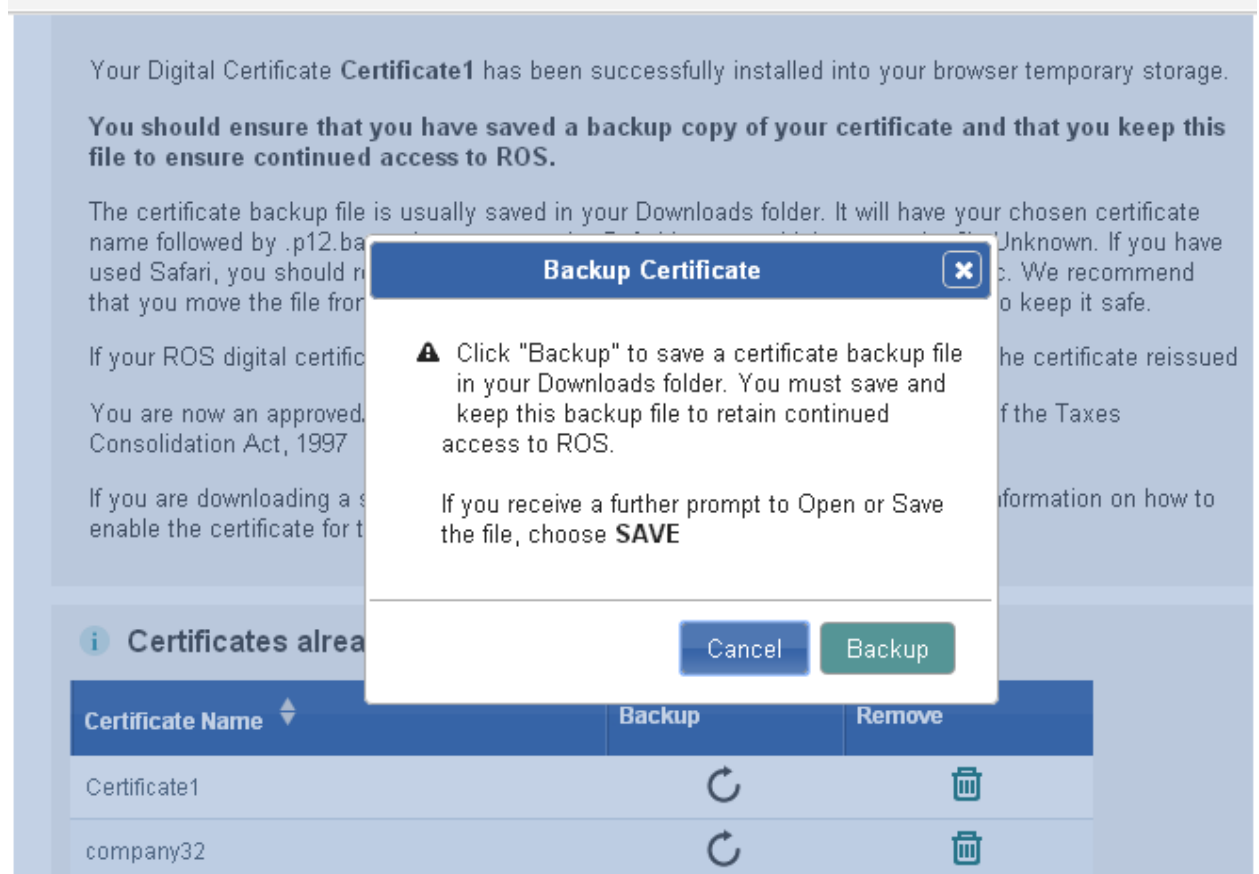 Your Digital Certificate Certificate1 has been successfully installed into your browser temporary storage.
You should ensure that you have saved a backup copy of your certificate and that you keep this
file to ensure continued access to ROS.
The certificate backup file is usually saved in your Downloads folder. It will have your chosen certificate
name followed by .p12.ba Unknown. If you have
used Safari, you should c. We recommend
that you move the file from to keep it safe.
If your ROS digital the certificate reissued
You are now an approved of the Taxes
Consolidation Act, 1997
If you are downloading a information on how to
enable the certificate for
Backup Certificate
Click "Backup" to save a certificate backup file
in your Downloads folder. You must save and
keep this backup file to retain continued
access to ROS.
If you receive a further prompt to Open or Save
the file, choose SAVE
Cancel Backup
Certificates
Certificate Name Backup Remove
Certificate1
company32